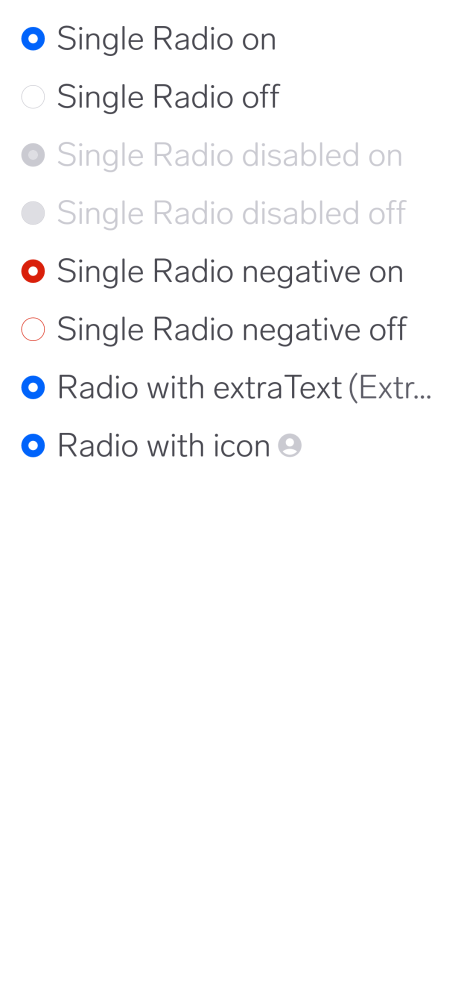 Single Radio on
Single Radio off
Single Radio disabled on
Single Radio disabled off
Single Radio negative on
Single Radio negative off
Radio with extraText (Extr...
Radio with icon